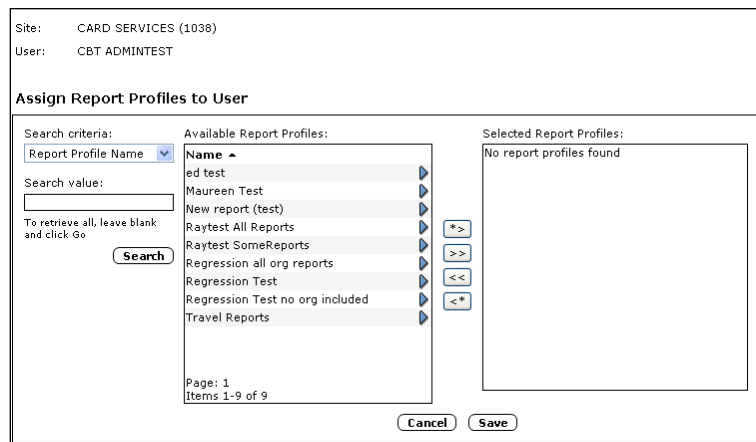 Site: CARD SERVICES (1038)
User: CBT ADMINTEST
Assign Report Profiles to User
Search criteria:
Report Profile Name
Search value:
To retrieve all, leave blank
and click Go
Search
Available Report Profiles:
Name
ed test
Maureen Test
New report (test)
Raytest All Reports
Raytest SomeReports
Regression all org reports
Regression Test
Regression Test no org included
Travel Reports
Page: 1
Items 1-9 of 9
*>
>>
<<
<*
Selected Report Profiles:
No report profiles found
Cancel Save